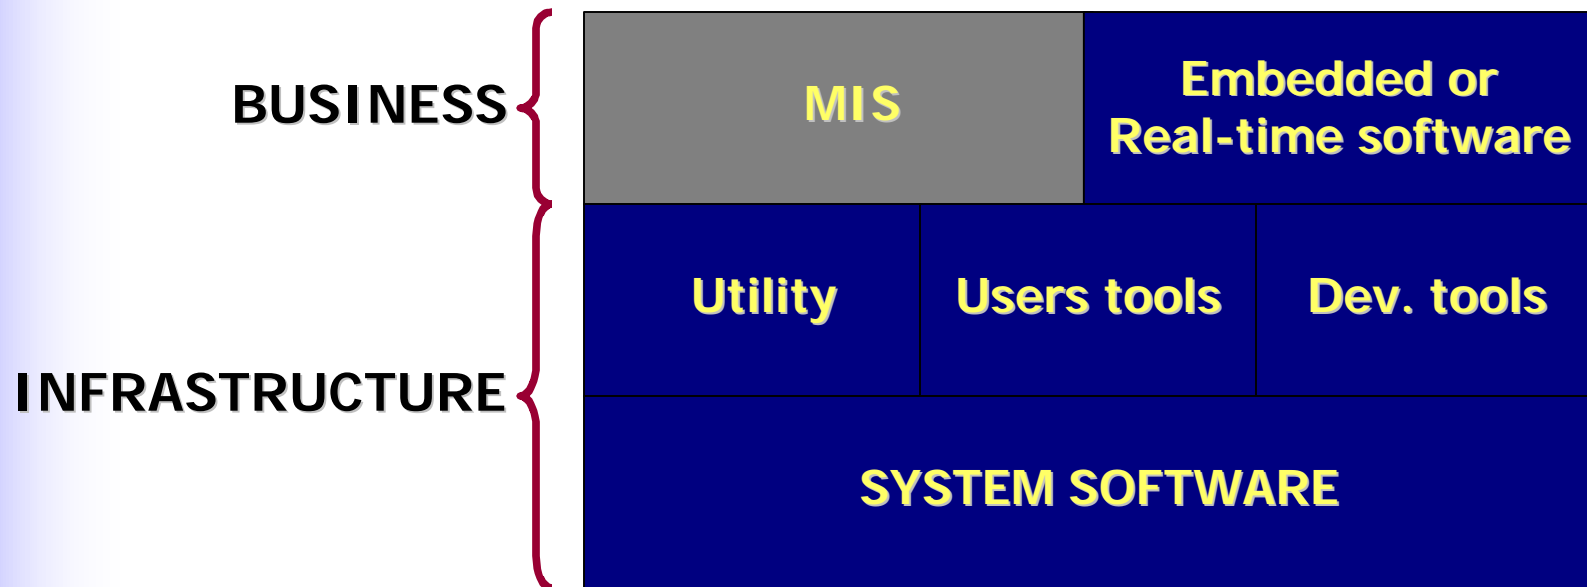 BUSINESS
MIS
Embedded or
Real-time software
Utility
Users tools
Dev. tools
INFRASTRUCTURE
SYSTEM SOFTWARE